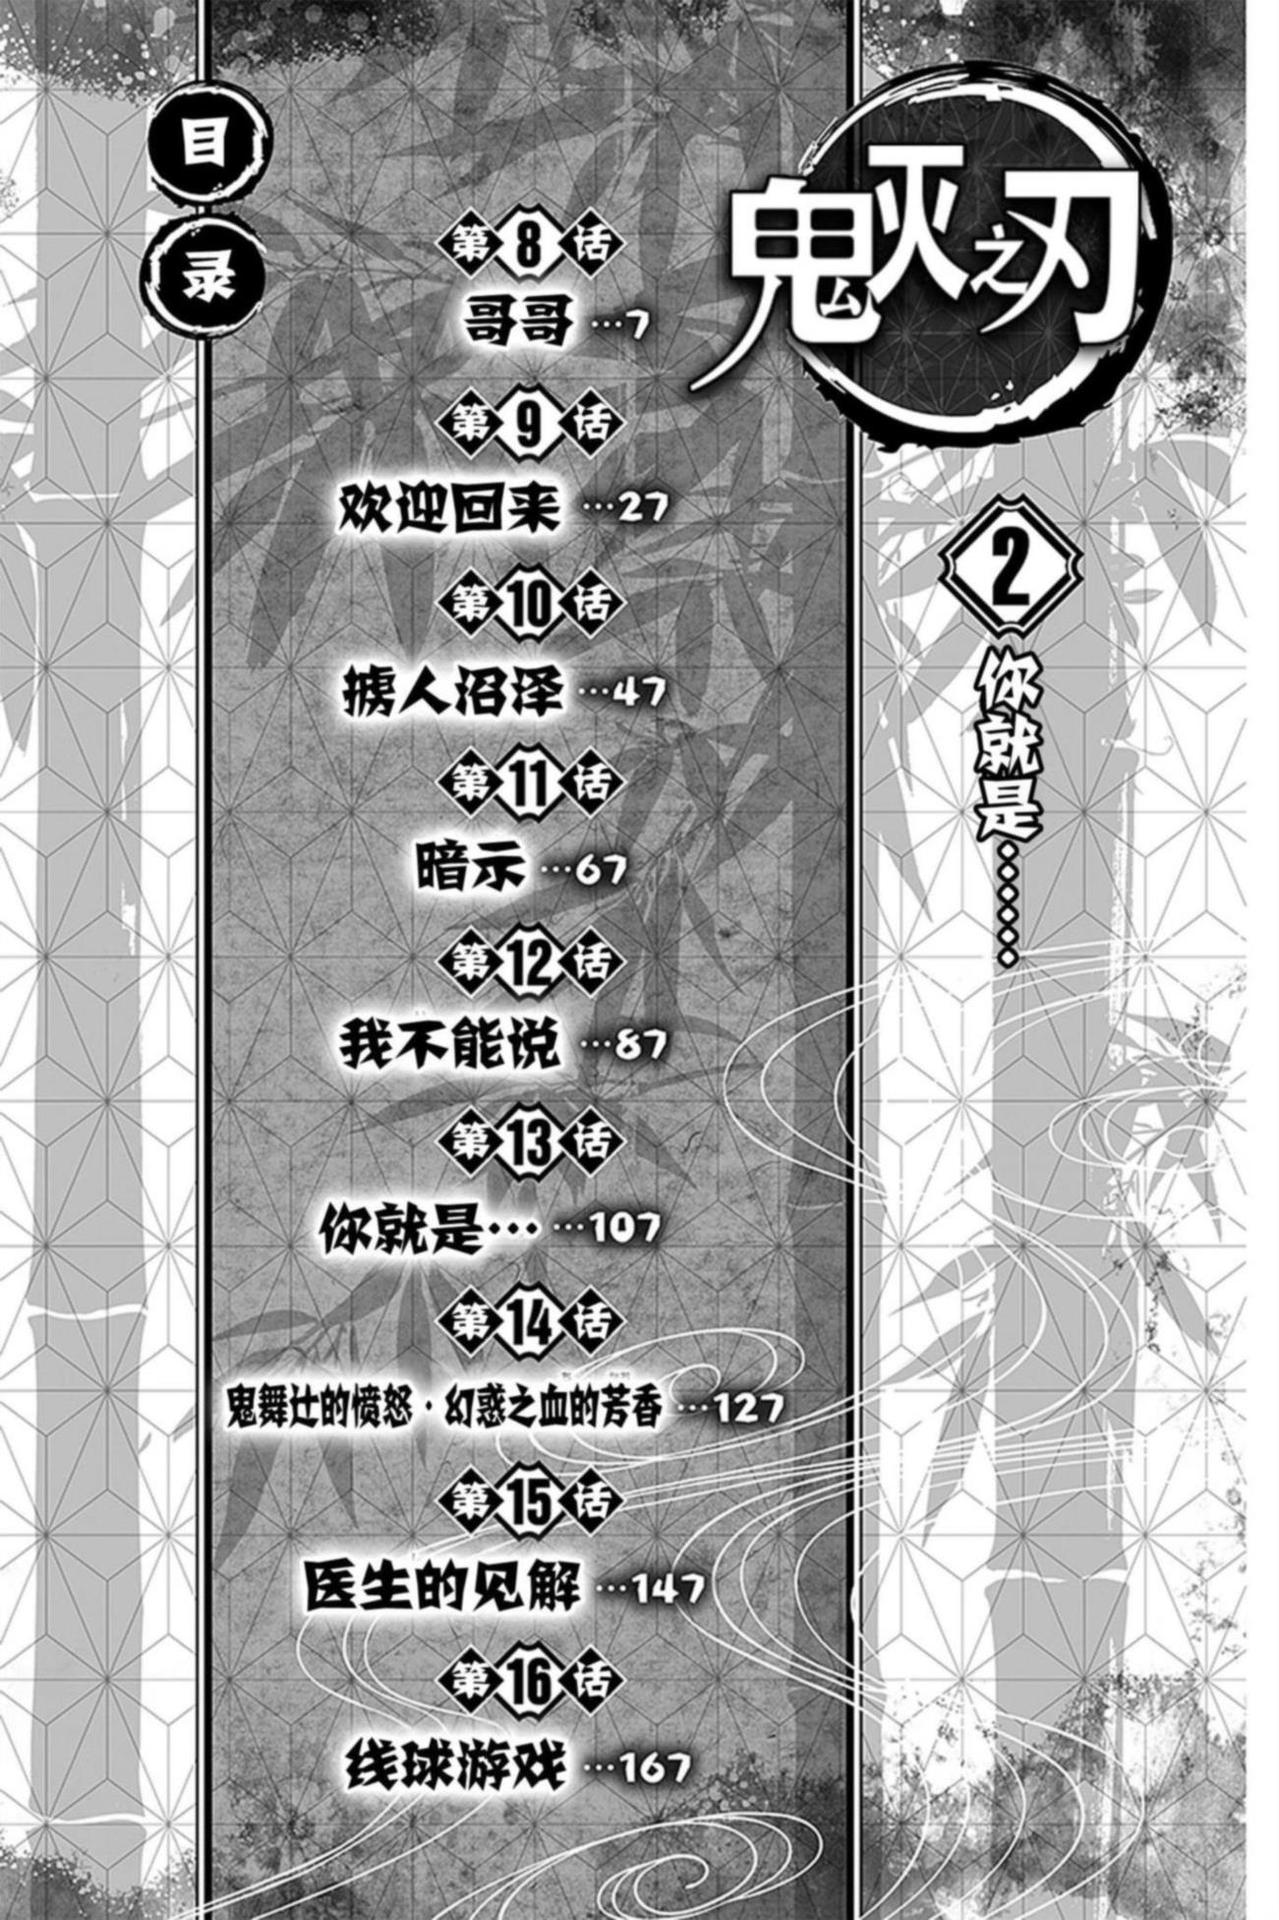 鬼灭之刃
2
你就是……
目录
第8话
哥哥…7
第9话
欢迎回来…27
第10话
掳人沼泽…47
第11话
暗示…67
第12话
我不能说…87
第13话
你就是… …107
第14话
鬼舞辻的愤怒·幻惑之血的芳香…127
第15话
医生的见解…147
第16话
线球游戏…167